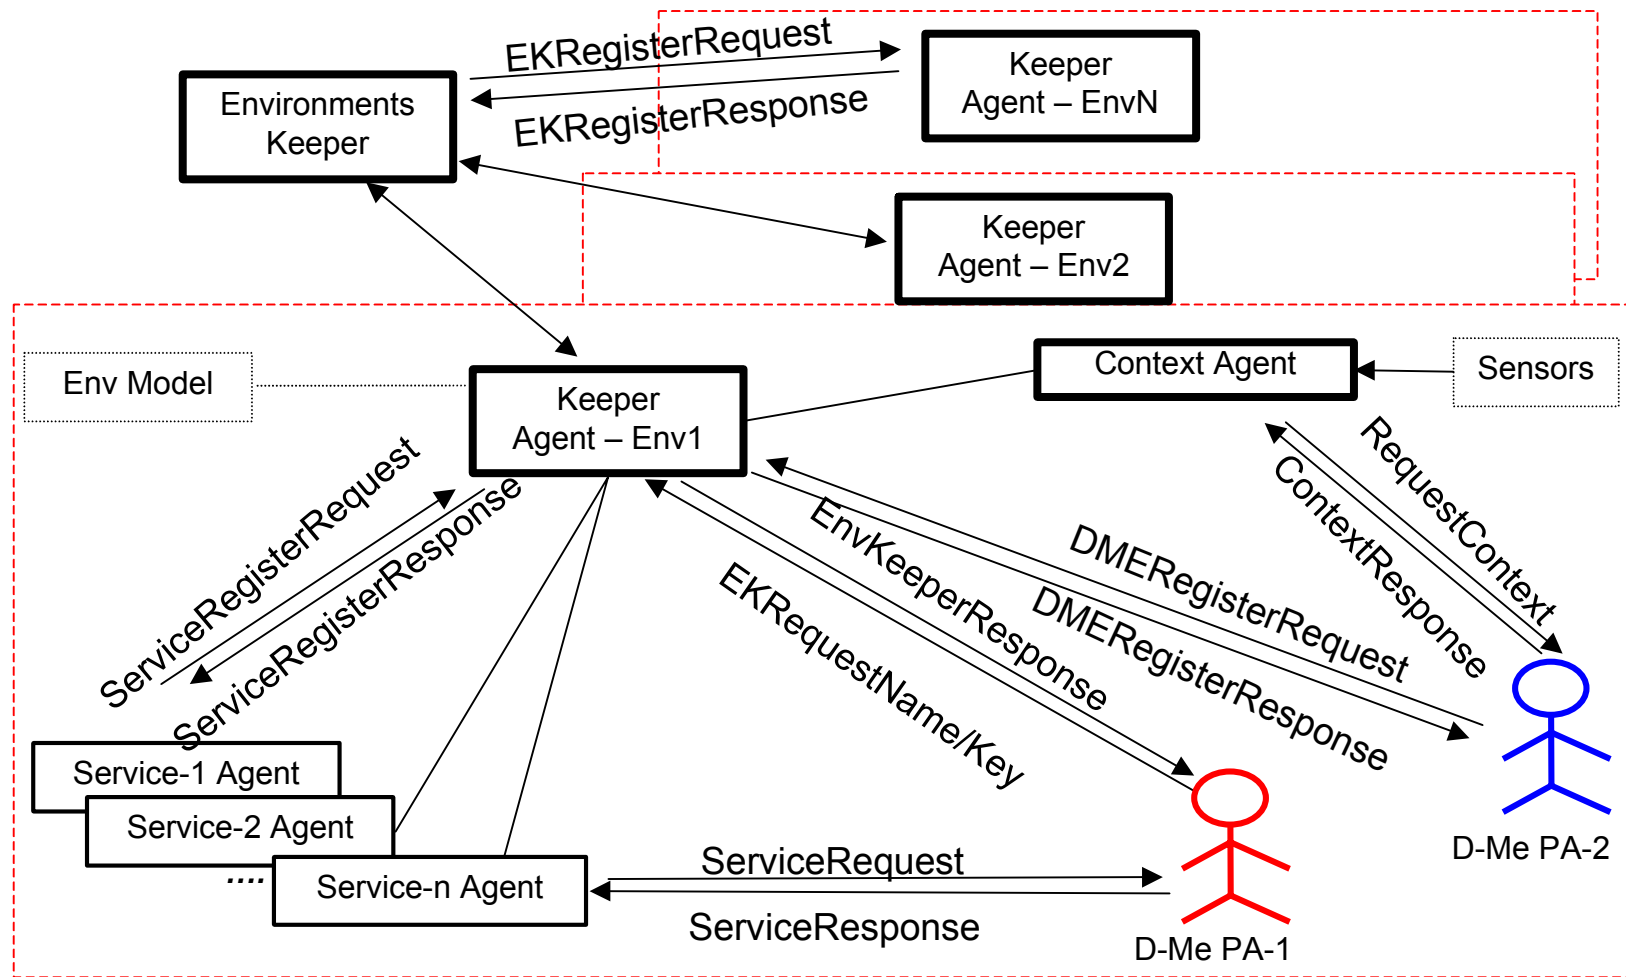 EKRegisterRequest
Keeper
Agent – EnvN
Environments
Keeper
EKRegisterResponse
Keeper
Agent – Env2
Env Model
Keeper
Agent – Env1
Context Agent
Sensors
RequestContext
ContextResponse
ServiceRegisterRequest
ServiceRegisterResponse
EnvKeeperResponse
EKRequestName/Key
DMERegisterRequest
DMERegisterResponse
Service-1 Agent
Service-2 Agent
....
Service-n Agent
ServiceRequest
ServiceResponse
D-Me PA-2
D-Me PA-1